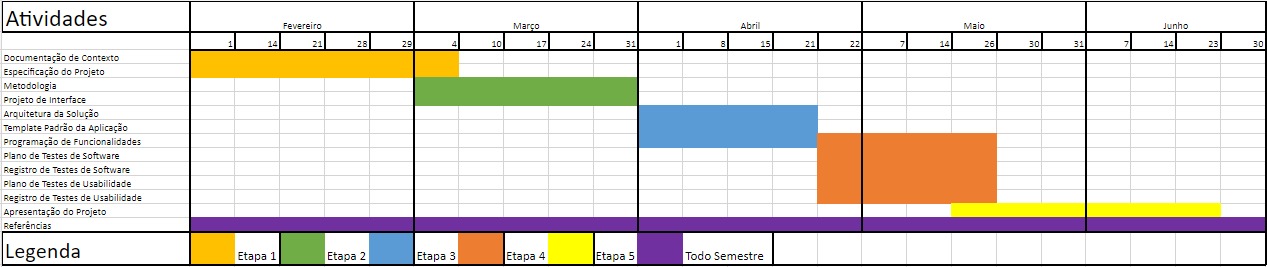 Atividades
Fevereiro Março Abril Maio Junho
1 14 21 28 29 4 10 17 24 31 1 8 15 21 22 7 14 26 30 31 7 14 23 30
Documentação de Contexto
Especificação do Projeto
Metodologia
Projeto de Interface
Arquitetura da Solução
Template Padrão da Aplicação
Programação de Funcionalidades
Plano de Testes de Software
Registro de Testes de Software
Plano de Testes de Usabilidade
Registro de Testes de Usabilidade
Apresentação do Projeto
Referências
Legenda Etapa 1 Etapa 2 Etapa 3 Etapa 4 Etapa 5 Todo Semestre